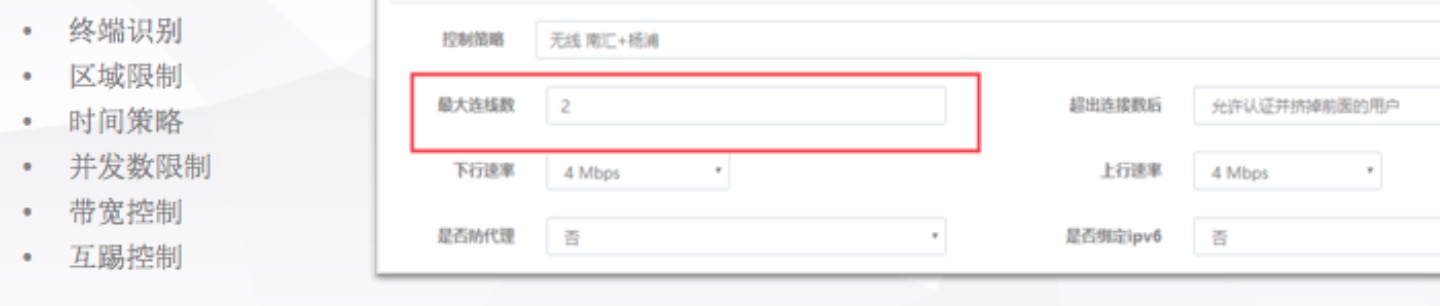 • 终端识别
• 区域限制
• 时间策略
• 并发数限制
• 带宽控制
• 互踢控制
控制策略 无线 南汇+杨浦
最大连线数 2 超出连接数后 允许认证并挤掉前面的用户
下行速率 4 Mbps 上行速率 4 Mbps
是否防代理 否 是否绑定ipv6 否